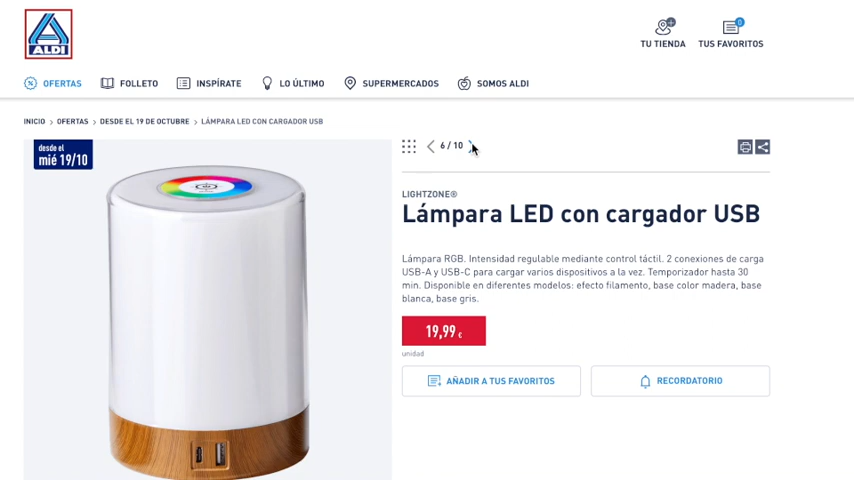 ALDI
TU TIENDA
0
TUS FAVORITOS
OFERTAS
FOLLETO
INSPÍRATE
LO ÚLTIMO
SUPERMERCADOS
SOMOS ALDI
INICIO > OFERTAS > DESDE EL 19 DE OCTUBRE > LÁMPARA LED CON CARGADOR USB
desde el
mié 19/10
6 / 10
LIGHTZONE®
Lámpara LED con cargador USB
Lámpara RGB. Intensidad regulable mediante control táctil. 2 conexiones de carga
USB-A y USB-C para cargar varios dispositivos a la vez. Temporizador hasta 30
min. Disponible en diferentes modelos: efecto filamento, base color madera, base
blanca, base gris.
19,99 €
unidad
AÑADIR A TUS FAVORITOS
RECORDATORIO